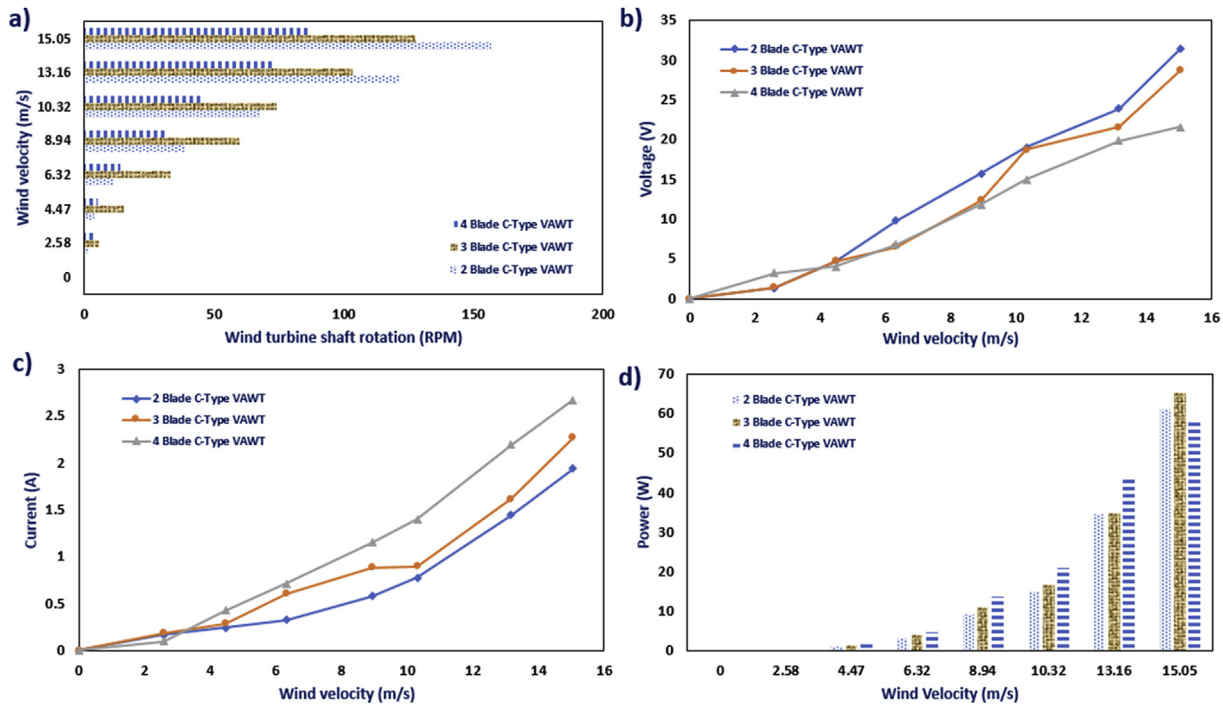 a)
Wind velocity (m/s)
15.05
13.16
10.32
8.94
6.32
4.47
2.58
0
4 Blade C-Type VAWT
3 Blade C-Type VAWT
2 Blade C-Type VAWT
0 50 100 150 200
Wind turbine shaft rotation (RPM)
b)
Voltage (V)
35
30
25
20
15
10
5
0
2 Blade C-Type VAWT
3 Blade C-Type VAWT
4 Blade C-Type VAWT
0 2 4 6 8 10 12 14 16
Wind velocity (m/s)
c)
Current (A)
3
2.5
2
1.5
1
0.5
0
2 Blade C-Type VAWT
3 Blade C-Type VAWT
4 Blade C-Type VAWT
0 2 4 6 8 10 12 14 16
Wind velocity (m/s)
d)
Power (W)
70
60
50
40
30
20
10
0
2 Blade C-Type VAWT
3 Blade C-Type VAWT
4 Blade C-Type VAWT
0 2.58 4.47 6.32 8.94 10.32 13.16 15.05
Wind Velocity (m/s)